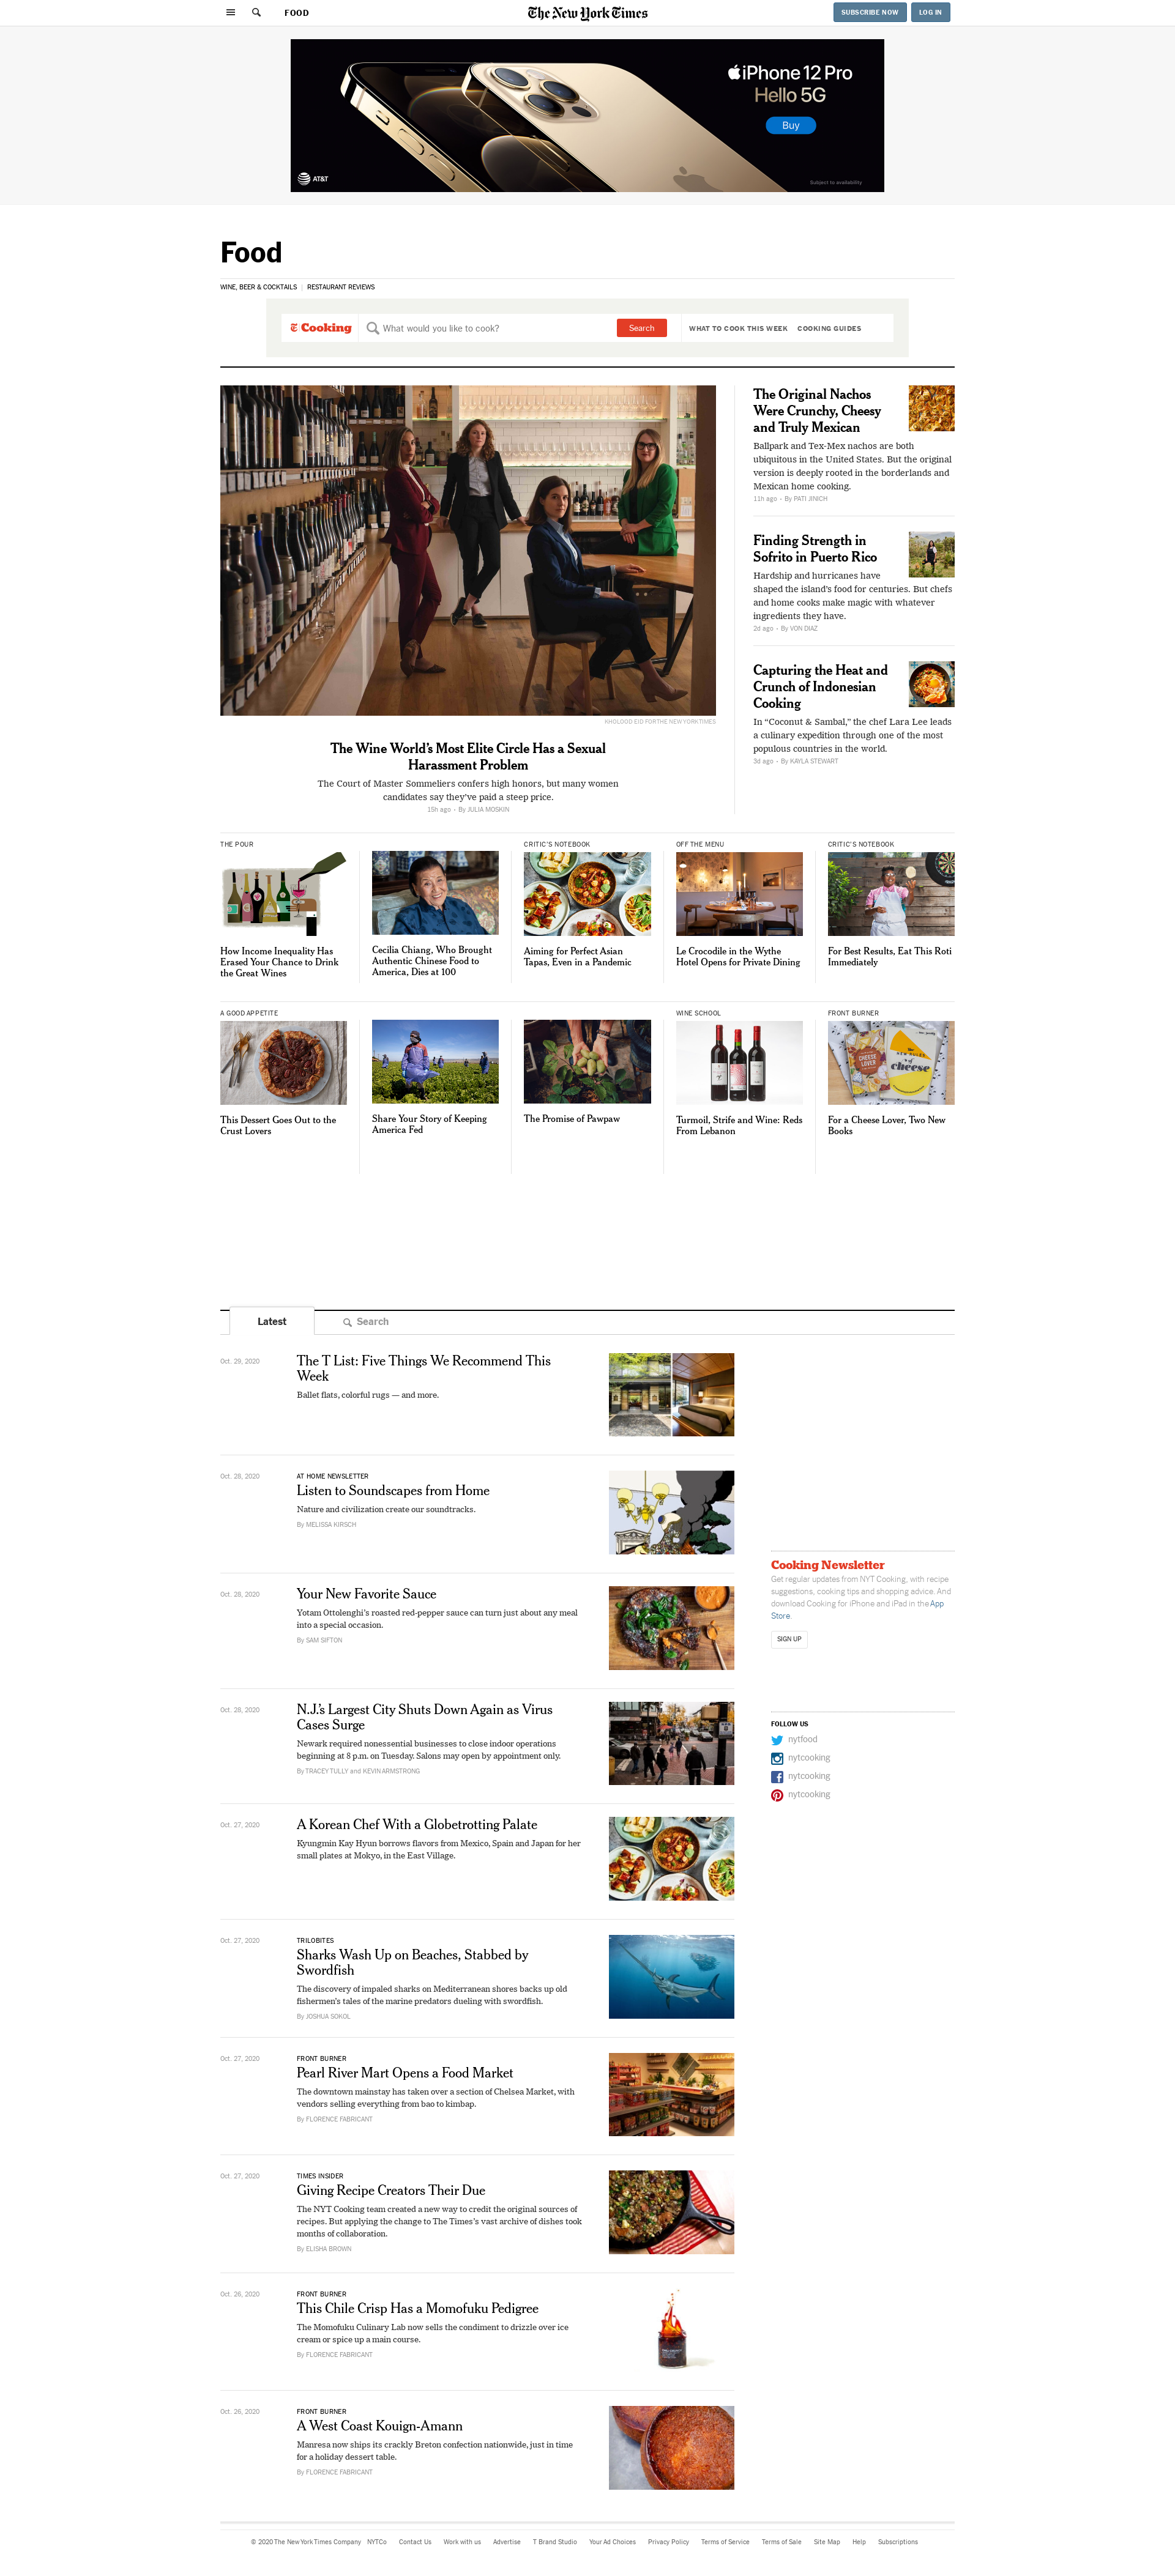 FOOD
The New York Times
SUBSCRIBE NOW
LOG IN
iPhone 12 Pro
Hello 5G
Buy
AT&T
Subject to availability
Food
WINE, BEER & COCKTAILS | RESTAURANT REVIEWS
T Cooking
What would you like to cook?
Search
WHAT TO COOK THIS WEEK
COOKING GUIDES
KHOLOOD EID FOR THE NEW YORK TIMES
The Wine World's Most Elite Circle Has a Sexual
Harassment Problem
The Court of Master Sommeliers confers high honors, but many women
candidates say they've paid a steep price.
15h ago - By JULIA MOSKIN
The Original Nachos
Were Crunchy, Cheesy
and Truly Mexican
Ballpark and Tex-Mex nachos are both
ubiquitous in the United States. But the original
version is deeply rooted in the borderlands and
Mexican home cooking.
11h ago - By PATI JINICH
Finding Strength in
Sofrito in Puerto Rico
Hardship and hurricanes have
shaped the island's food for centuries. But chefs
and home cooks make magic with whatever
ingredients they have.
2d ago - By VON DIAZ
Capturing the Heat and
Crunch of Indonesian
Cooking
In “Coconut & Sambal,” the chef Lara Lee leads
a culinary expedition through one of the most
populous countries in the world.
3d ago - By KAYLA STEWART
THE POUR
How Income Inequality Has
Erased Your Chance to Drink
the Great Wines
Cecilia Chiang, Who Brought
Authentic Chinese Food to
America, Dies at 100
CRITIC'S NOTEBOOK
Aiming for Perfect Asian
Tapas, Even in a Pandemic
OFF THE MENU
Le Crocodile in the Wythe
Hotel Opens for Private Dining
CRITIC'S NOTEBOOK
For Best Results, Eat This Roti
Immediately
A GOOD APPETITE
This Dessert Goes Out to the
Crust Lovers
Share Your Story of Keeping
America Fed
The Promise of Pawpaw
WINE SCHOOL
Turmoil, Strife and Wine: Reds
From Lebanon
FRONT BURNER
CHEESE LOVER
cheese
For a Cheese Lover, Two New
Books
Latest
Search
Oct. 29, 2020
The T List: Five Things We Recommend This
Week
Ballet flats, colorful rugs — and more.
Oct. 28, 2020
AT HOME NEWSLETTER
Listen to Soundscapes from Home
Nature and civilization create our soundtracks.
By MELISSA KIRSCH
Oct. 28, 2020
Your New Favorite Sauce
Yotam Ottolenghi's roasted red-pepper sauce can turn just about any meal
into a special occasion.
By SAM SIFTON
Oct. 28, 2020
N.J.'s Largest City Shuts Down Again as Virus
Cases Surge
Newark required nonessential businesses to close indoor operations
beginning at 8 p.m. on Tuesday. Salons may open by appointment only.
By TRACEY TULLY and KEVIN ARMSTRONG
Oct. 27, 2020
A Korean Chef With a Globetrotting Palate
Kyungmin Kay Hyun borrows flavors from Mexico, Spain and Japan for her
small plates at Mokyo, in the East Village.
Oct. 27, 2020
TRILOBITES
Sharks Wash Up on Beaches, Stabbed by
Swordfish
The discovery of impaled sharks on Mediterranean shores backs up old
fishermen's tales of the marine predators dueling with swordfish.
By JOSHUA SOKOL
Oct. 27, 2020
FRONT BURNER
Pearl River Mart Opens a Food Market
The downtown mainstay has taken over a section of Chelsea Market, with
vendors selling everything from bao to kimbap.
By FLORENCE FABRICANT
Oct. 27, 2020
TIMES INSIDER
Giving Recipe Creators Their Due
The NYT Cooking team created a new way to credit the original sources of
recipes. But applying the change to The Times's vast archive of dishes took
months of collaboration.
By ELISHA BROWN
Oct. 26, 2020
FRONT BURNER
This Chile Crisp Has a Momofuku Pedigree
The Momofuku Culinary Lab now sells the condiment to drizzle over ice
cream or spice up a main course.
By FLORENCE FABRICANT
Oct. 26, 2020
FRONT BURNER
A West Coast Kouign-Amann
Manresa now ships its crackly Breton confection nationwide, just in time
for a holiday dessert table.
By FLORENCE FABRICANT
Cooking Newsletter
Get regular updates from NYT Cooking, with recipe
suggestions, cooking tips and shopping advice. And
download Cooking for iPhone and iPad in the App
Store.
SIGN UP
FOLLOW US
nytfood
nytcooking
nytcooking
nytcooking
© 2020 The New York Times Company NYTCo Contact Us Work with us Advertise T Brand Studio Your Ad Choices Privacy Policy Terms of Service Terms of Sale Site Map Help Subscriptions